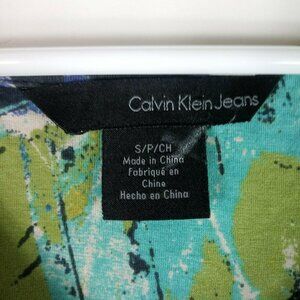 Calvin Klein Jeans
S/P/CH
Made in China
Fabriqué en
Chine
Hecho en China